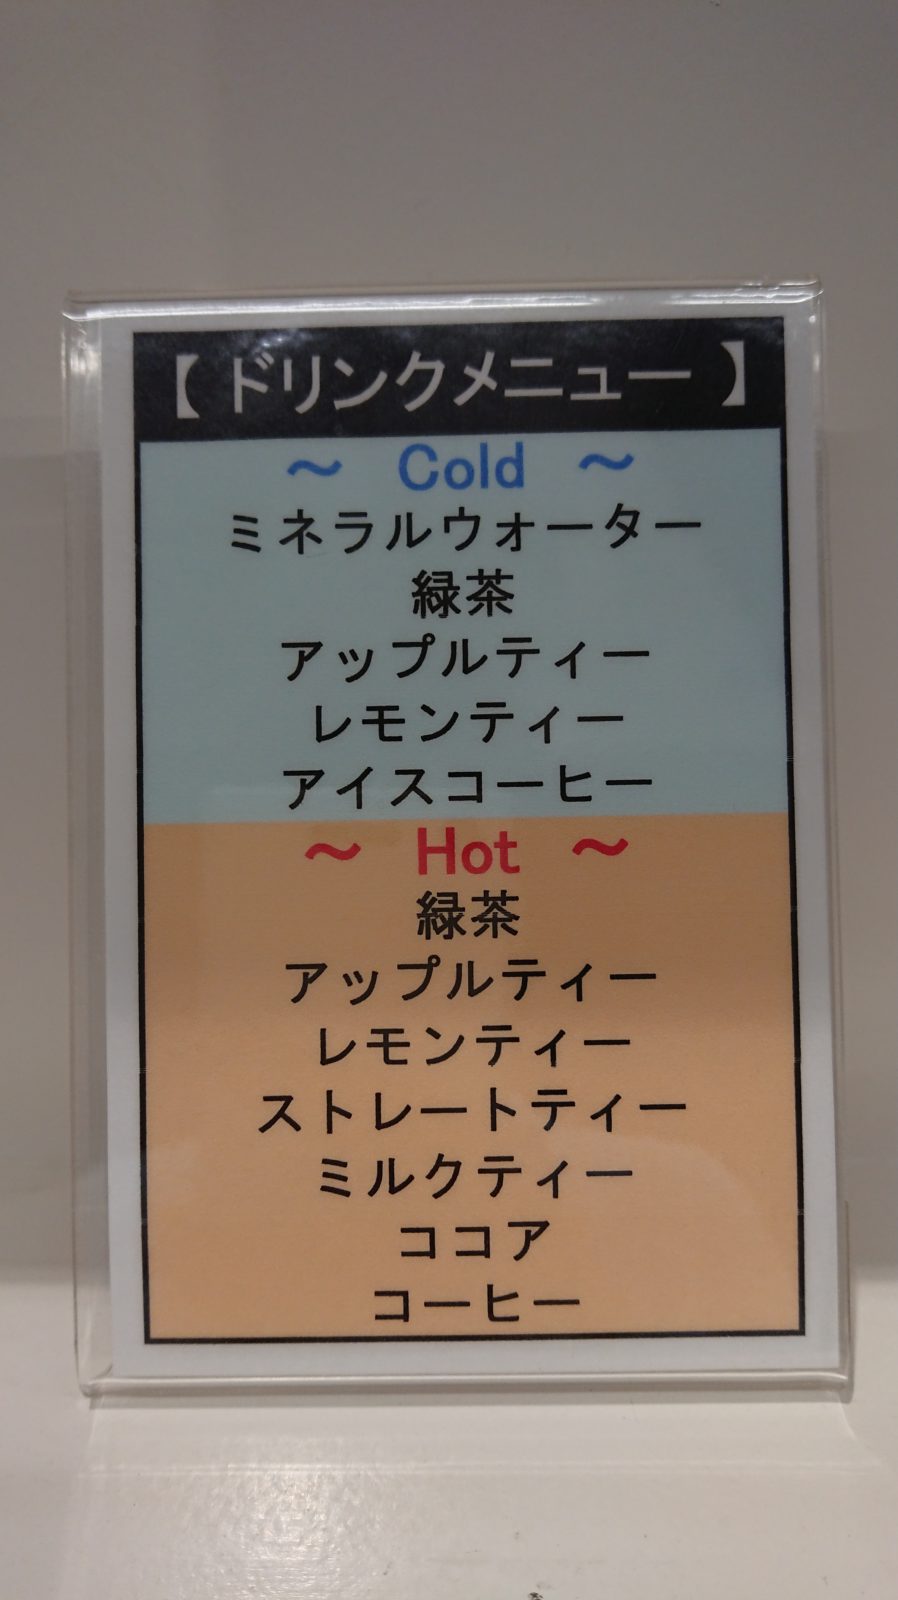 【ドリンクメニュー】
～ Cold ～
ミネラルウォーター
緑茶
アップルティー
レモンティー
アイスコーヒー
～ Hot ～
緑茶
アップルティー
レモンティー
ストレートティー
ミルクティー
ココア
コーヒー